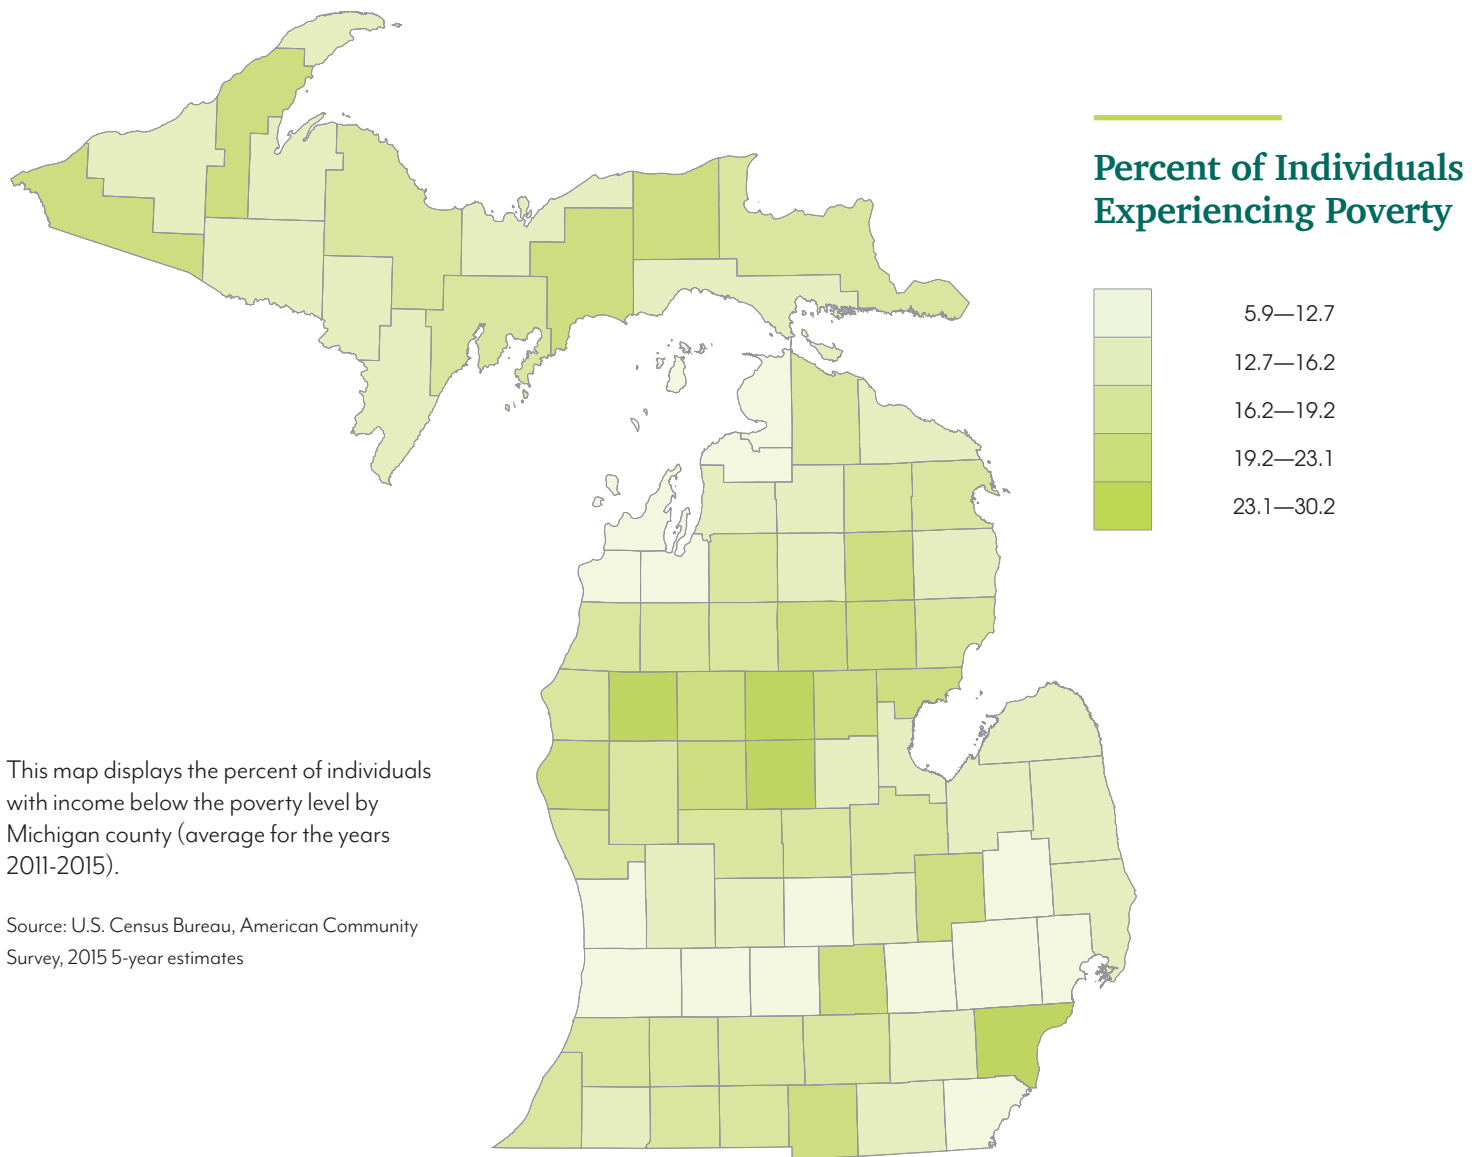 Percent of Individuals
Experiencing Poverty
5.9—12.7
12.7—16.2
16.2—19.2
19.2—23.1
23.1—30.2
This map displays the percent of individuals
with income below the poverty level by
Michigan county (average for the years
2011-2015).
Source: U.S. Census Bureau, American Community
Survey, 2015 5-year estimates